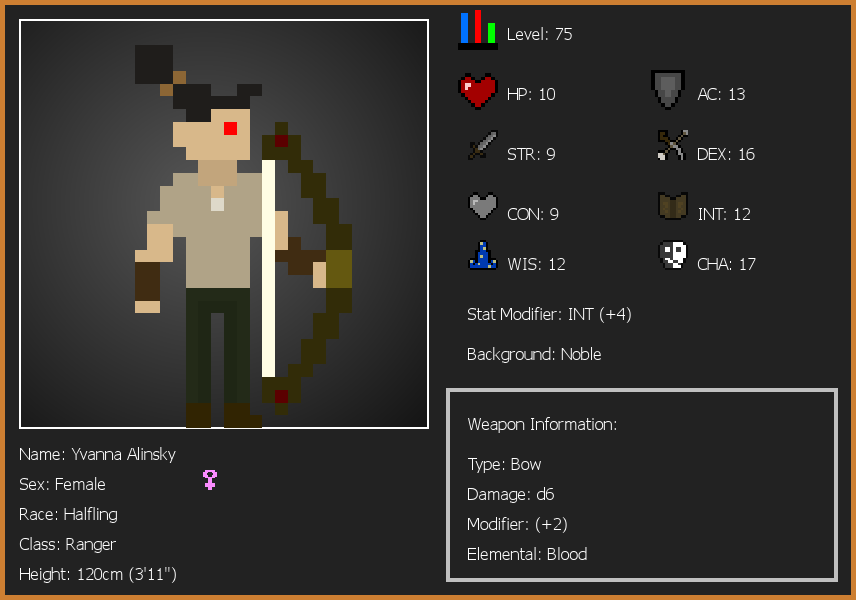 Level: 75
HP: 10
AC: 13
STR: 9
DEX: 16
CON: 9
INT: 12
WIS: 12
CHA: 17
Stat Modifier: INT (+4)
Background: Noble
Weapon Information:
Type: Bow
Damage: d6
Modifier: (+2)
Elemental: Blood
Name: Yvanna Alinsky
Sex: Female
Race: Halfling
Class: Ranger
Height: 120cm (3'11")